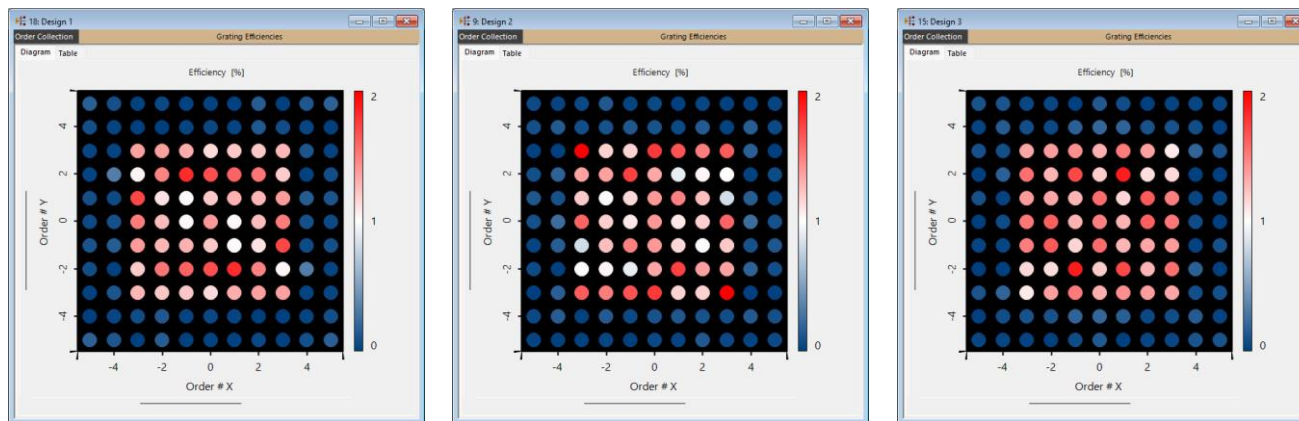 18: Design 1
Order Collection Grating Efficiencies
Diagram Table
Efficiency [%]
2
1
0
4
2
0
-2
-4
Order # Y
-4 -2 0 2 4
Order # X
9: Design 2
Order Collection Grating Efficiencies
Diagram Table
Efficiency [%]
2
1
0
4
2
0
-2
-4
Order # Y
-4 -2 0 2 4
Order # X
15: Design 3
Order Collection Grating Efficiencies
Diagram Table
Efficiency [%]
2
1
0
4
2
0
-2
-4
Order # Y
-4 -2 0 2 4
Order # X